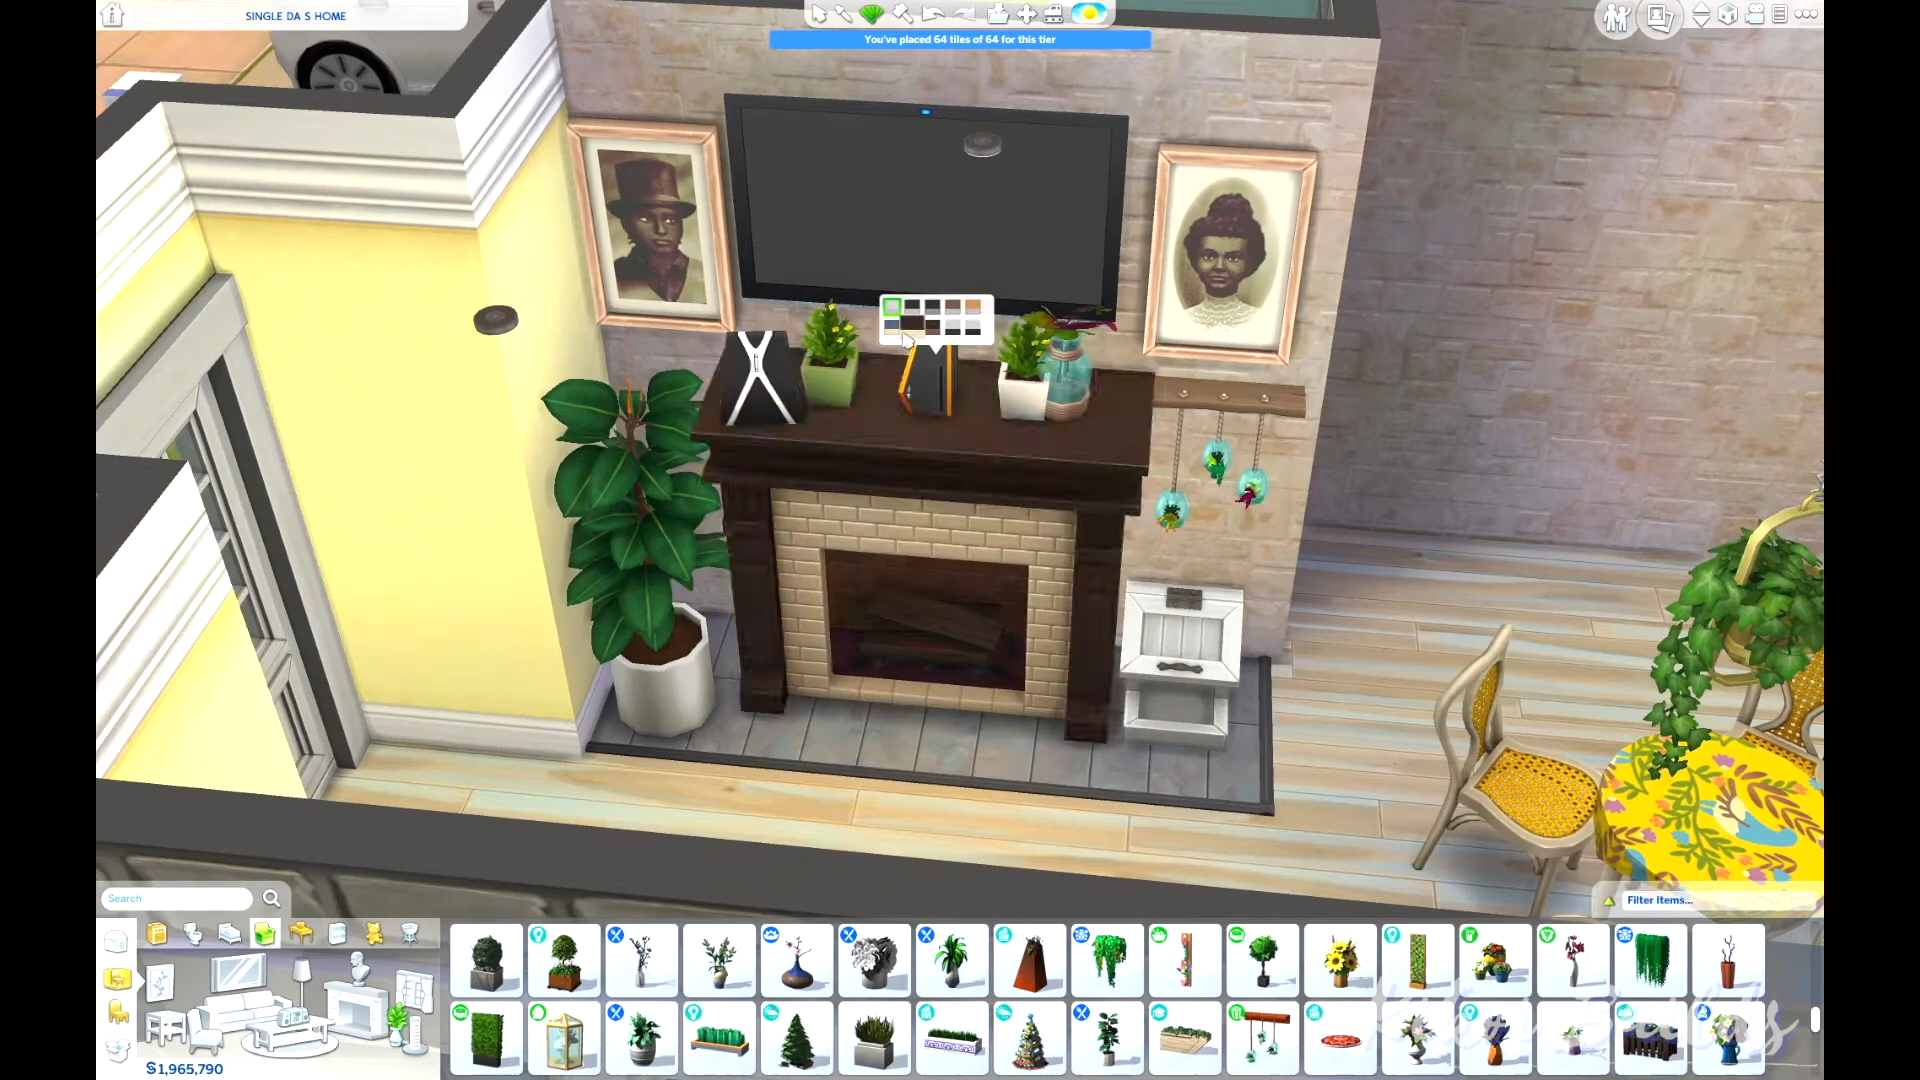 SINGLE DA S HOME
You've placed 64 tiles of 64 for this tier
Search
Filter Items...
§1,965,790
Builds